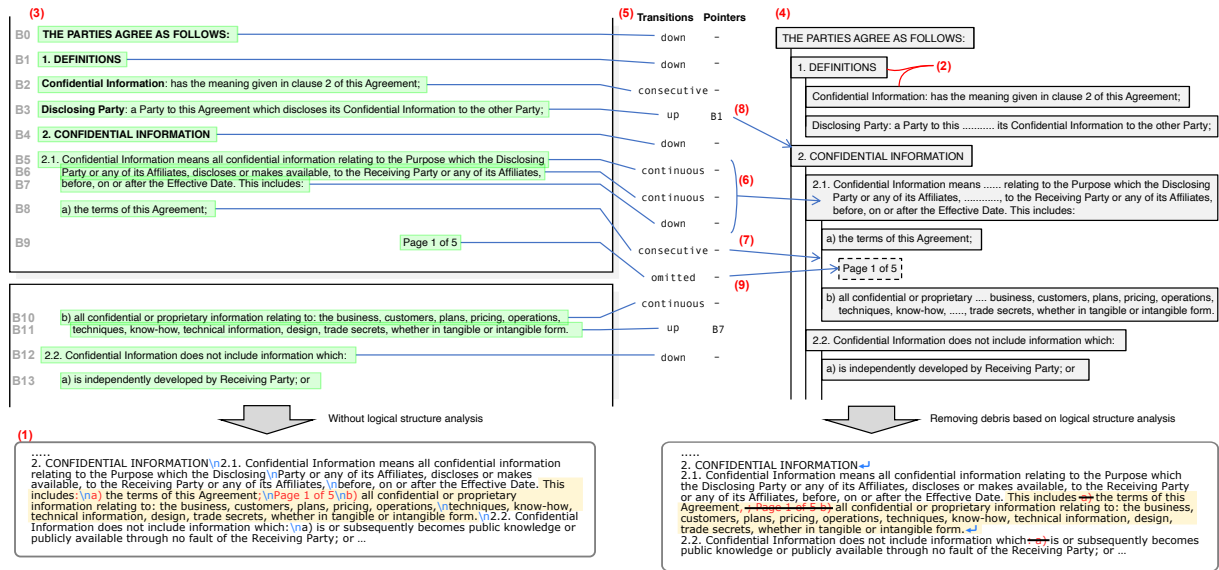 (3)
B0 THE PARTIES AGREE AS FOLLOWS:
B1 1. DEFINITIONS
B2 Confidential Information: has the meaning given in clause 2 of this Agreement;
B3 Disclosing Party: a Party to this Agreement which discloses its Confidential Information to the other Party;
B4 2. CONFIDENTIAL INFORMATION
B5 2.1. Confidential Information means all confidential information relating to the Purpose which the Disclosing
B6 Party or any of its Affiliates, discloses or makes available, to the Receiving Party or any of its Affiliates,
B7 before, on or after the Effective Date. This includes:
B8 a) the terms of this Agreement;
B9 Page 1 of 5
B10 b) all confidential or proprietary information relating to: the business, customers, plans, pricing, operations,
B11 techniques, know-how, technical information, design, trade secrets, whether in tangible or intangible form.
B12 2.2. Confidential Information does not include information which:
B13 a) is independently developed by Receiving Party; or
(5) Transitions Pointers
down -
down -
consecutive -
up B1
(8)
down -
continuous -
(6)
continuous -
down -
consecutive -
(7)
omitted -
(9)
continuous -
up B7
down -
(4)
THE PARTIES AGREE AS FOLLOWS:
1. DEFINITIONS
(2)
Confidential Information: has the meaning given in clause 2 of this Agreement;
Disclosing Party: a Party to this ........... its Confidential Information to the other Party;
2. CONFIDENTIAL INFORMATION
2.1. Confidential Information means ...... relating to the Purpose which the Disclosing
Party or any of its Affiliates, ............, to the Receiving Party or any of its Affiliates,
before, on or after the Effective Date. This includes:
a) the terms of this Agreement;
Page 1 of 5
b) all confidential or proprietary .... business, customers, plans, pricing, operations,
techniques, know-how, ....., trade secrets, whether in tangible or intangible form.
2.2. Confidential Information does not include information which:
a) is independently developed by Receiving Party; or
Without logical structure analysis
Removing debris based on logical structure analysis
(1)
.....
2. CONFIDENTIAL INFORMATION\n2.1. Confidential Information means all confidential information
relating to the Purpose which the Disclosing\nParty or any of its Affiliates, discloses or makes
available, to the Receiving Party or any of its Affiliates,\nbefore, on or after the Effective Date. This
includes:\na) the terms of this Agreement;\nPage 1 of 5\nb) all confidential or proprietary
information relating to: the business, customers, plans, pricing, operations,\ntechniques, know-how,
technical information, design, trade secrets, whether in tangible or intangible form.\n2.2. Confidential
Information does not include information which:\na) is or subsequently becomes public knowledge or
publicly available through no fault of the Receiving Party; or ...
.....
2. CONFIDENTIAL INFORMATION↵
2.1. Confidential Information means all confidential information relating to the Purpose which
the Disclosing Party or any of its Affiliates, discloses or makes available, to the Receiving Party
or any of its Affiliates, before, on or after the Effective Date. This includes a) the terms of this
Agreement, ; Page 1 of 5 b) all confidential or proprietary information relating to: the business,
customers, plans, pricing, operations, techniques, know-how, technical information, design,
trade secrets, whether in tangible or intangible form.↵
2.2. Confidential Information does not include information which: a) is or subsequently becomes
public knowledge or publicly available through no fault of the Receiving Party; or ...